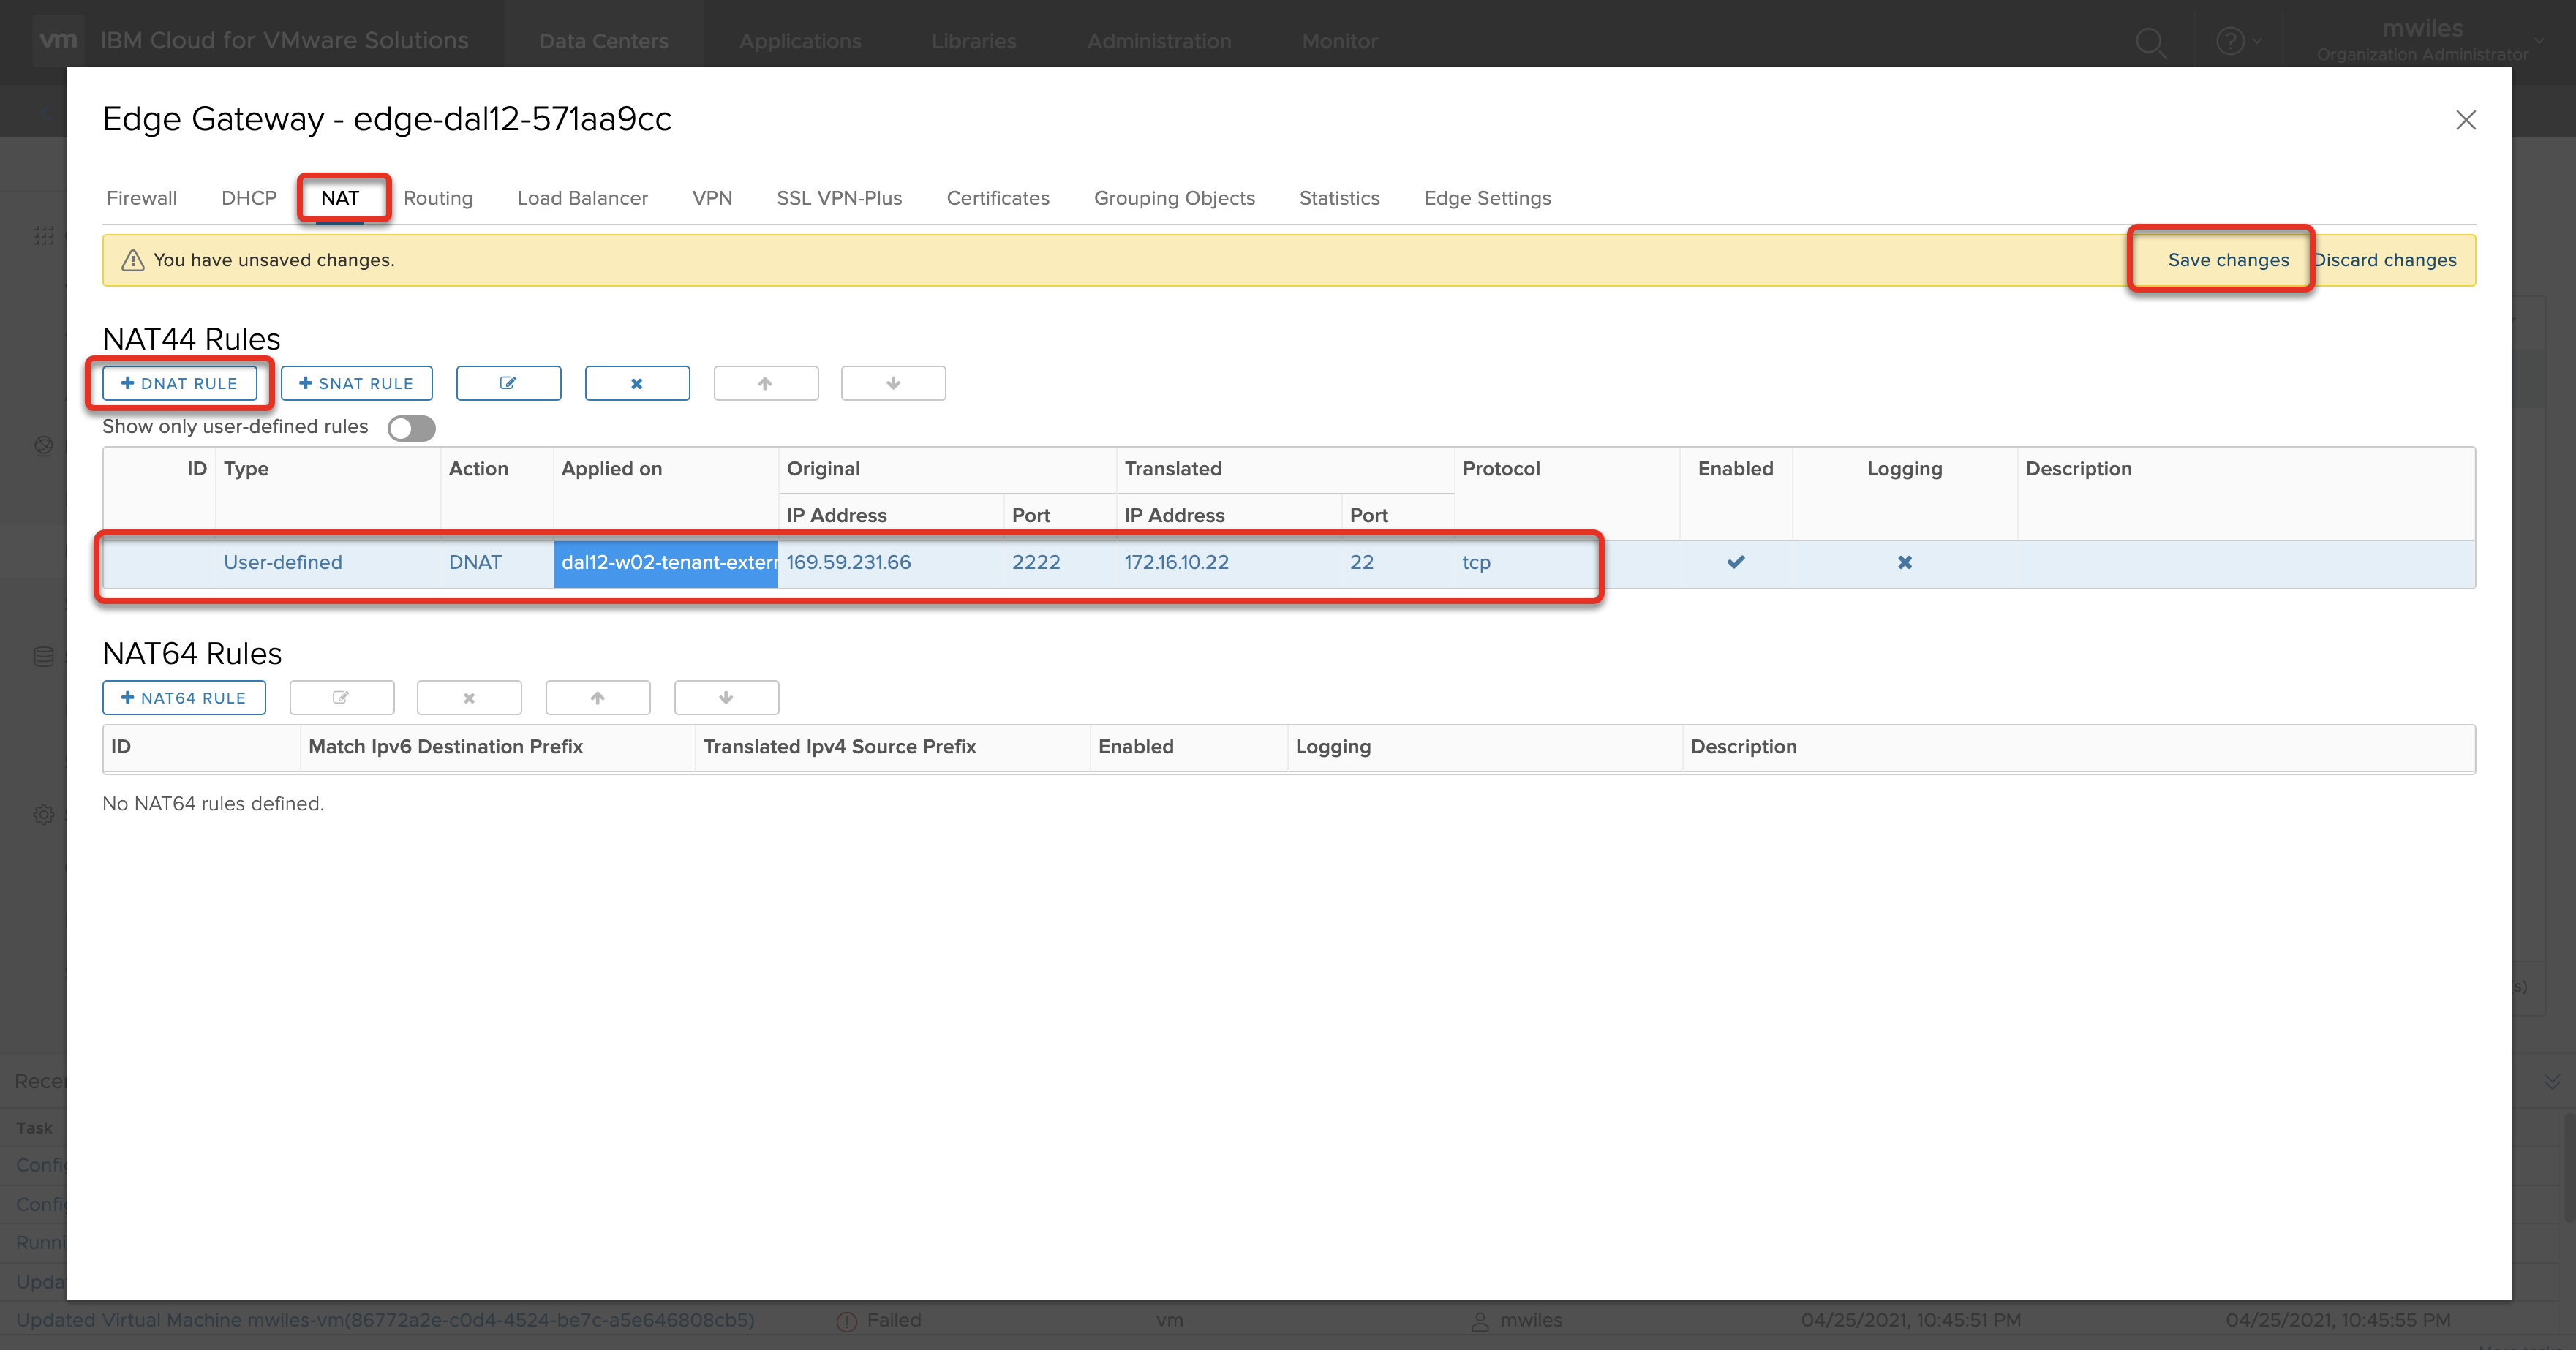 vm IBM Cloud for VMware Solutions Data Centers Applications Libraries Administration Monitor mwiles
Organization Administrator
Edge Gateway - edge-dal12-571aa9cc
Firewall DHCP NAT Routing Load Balancer VPN SSL VPN-Plus Certificates Grouping Objects Statistics Edge Settings
You have unsaved changes. Save changes Discard changes
NAT44 Rules
DNAT RULE SNAT RULE
Show only user-defined rules
ID Type Action Applied on Original Translated Protocol Enabled Logging Description
IP Address Port IP Address Port
User-defined DNAT dal12-w02-tenant-extern 169.59.231.66 2222 172.16.10.22 22 tcp
NAT64 Rules
NAT64 RULE
ID Match Ipv6 Destination Prefix Translated Ipv4 Source Prefix Enabled Logging Description
No NAT64 rules defined.
s)
Recen
Task
Config
Config
Runni
Upda
Updated Virtual Machine mwiles-vm(86772a2e-c0d4-4524-be7c-a5e646808cb5) Failed vm mwiles 04/25/2021, 10:45:51 PM 04/25/2021, 10:45:55 PM